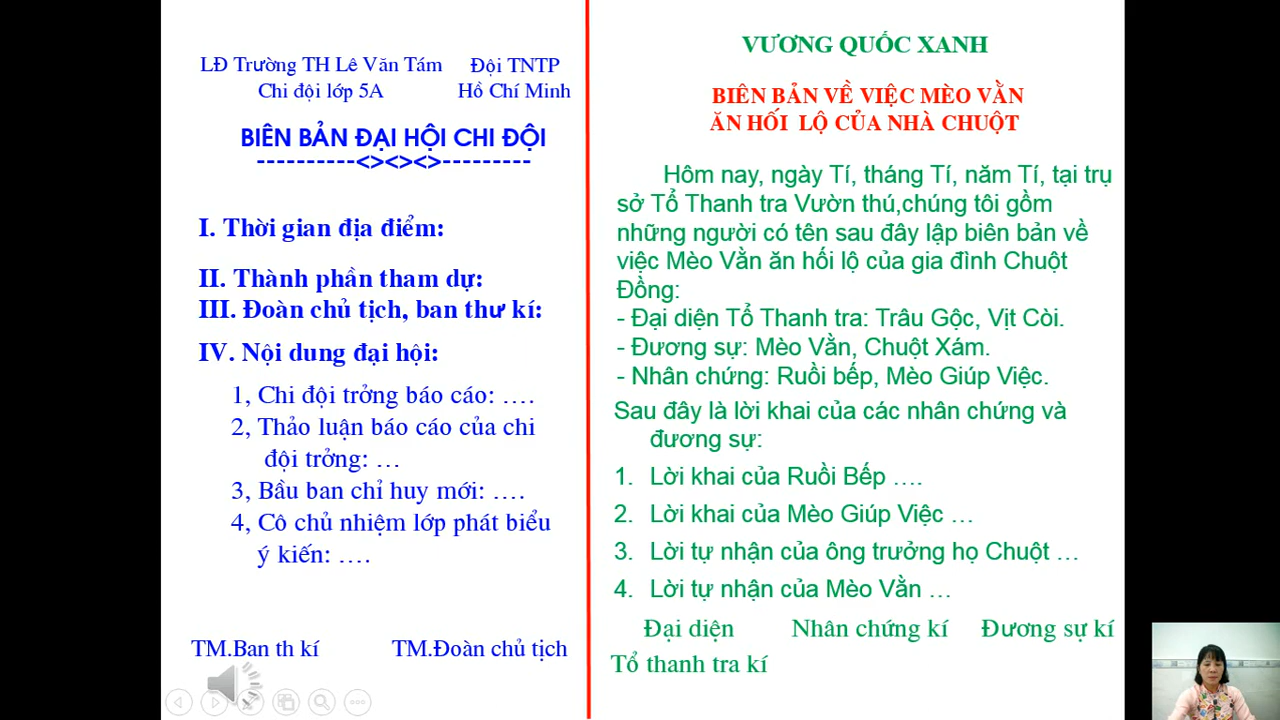 LĐ Trường TH Lê Văn Tám
Chi đội lớp 5A
Đội TNTP
Hồ Chí Minh
BIÊN BẢN ĐẠI HỘI CHI ĐỘI
----------<><><>---------
I. Thời gian địa điểm:
II. Thành phần tham dự:
III. Đoàn chủ tịch, ban thư kí:
IV. Nội dung đại hội:
1, Chi đội trởng báo cáo: ….
2, Thảo luận báo cáo của chi
đội trởng: …
3, Bầu ban chỉ huy mới: ….
4, Cô chủ nhiệm lớp phát biểu
ý kiến: ….
TM.Ban th kí
TM.Đoàn chủ tịch
VƯƠNG QUỐC XANH
BIÊN BẢN VỀ VIỆC MÈO VẰN
ĂN HỐI LỘ CỦA NHÀ CHUỘT
Hôm nay, ngày Tí, tháng Tí, năm Tí, tại trụ
sở Tổ Thanh tra Vườn thú,chúng tôi gồm
những người có tên sau đây lập biên bản về
việc Mèo Vằn ăn hối lộ của gia đình Chuột
Đồng:
- Đại diện Tổ Thanh tra: Trâu Gộc, Vịt Còi.
- Đương sự: Mèo Vằn, Chuột Xám.
- Nhân chứng: Ruồi bếp, Mèo Giúp Việc.
Sau đây là lời khai của các nhân chứng và
đương sự:
1. Lời khai của Ruồi Bếp ….
2. Lời khai của Mèo Giúp Việc …
3. Lời tự nhận của ông trưởng họ Chuột …
4. Lời tự nhận của Mèo Vằn …
Đại diện
Tổ thanh tra kí
Nhân chứng kí
Đương sự kí